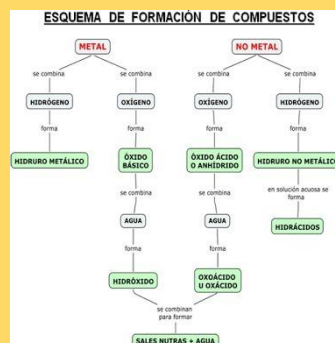 ESQUEMA DE FORMACIÓN DE COMPUESTOS
METAL
NO METAL
se combina
se combina
se combina
se combina
HIDRÓGENO
OXÍGENO
OXÍGENO
HIDRÓGENO
forma
forma
forma
forma
HIDRURO METÁLICO
ÓXIDO
BÁSICO
ÓXIDO ÁCIDO
O ANHÍDRIDO
HIDRURO NO METÁLICO
se combina
se combina
en solución acuosa se
forma
AGUA
AGUA
HIDRÁCIDOS
forma
forma
HIDRÓXIDO
OXOÁCIDO
U OXÁCIDO
se combinan
para formar
SALES NUTRAS + AGUA